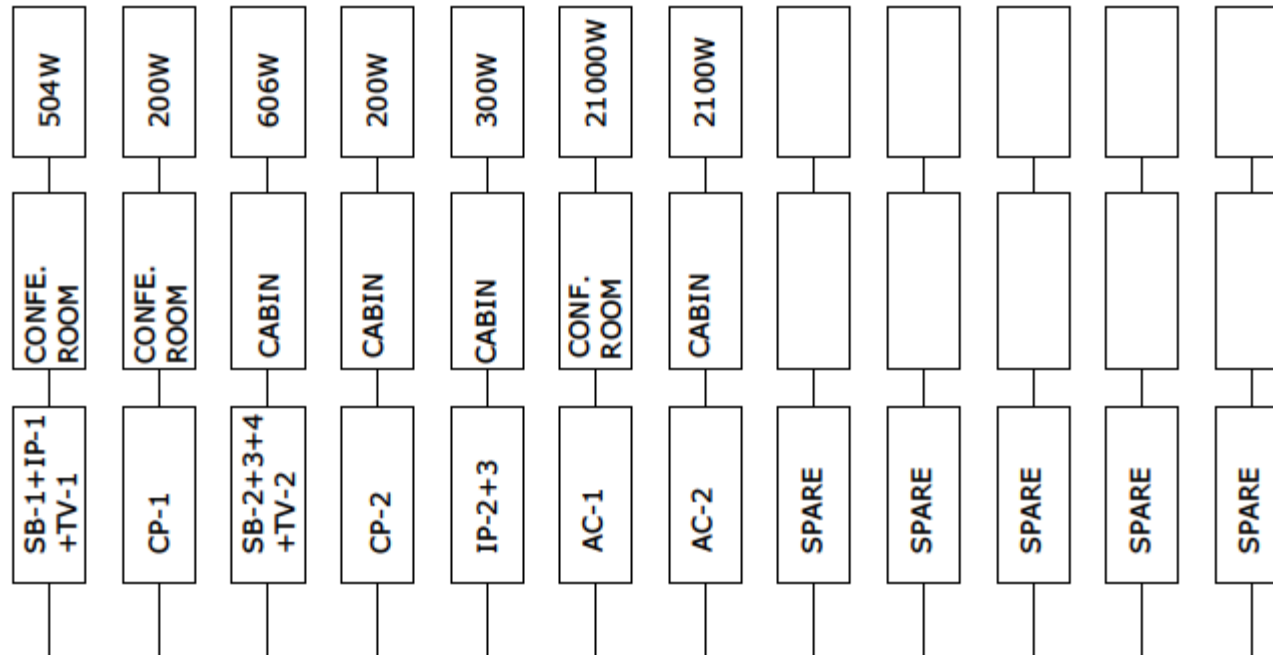 504W
200W
606W
200W
300W
21000W
2100W
CONFE.
ROOM
CONFE.
ROOM
CABIN
CABIN
CABIN
CONF.
ROOM
CABIN
SB-1+IP-1
+TV-1
CP-1
SB-2+3+4
+TV-2
CP-2
IP-2+3
AC-1
AC-2
SPARE
SPARE
SPARE
SPARE
SPARE